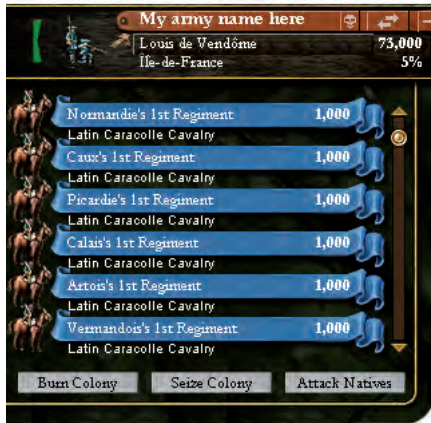 My army name here
Louis de Vendôme 73,000
Île-de-France 5%
Normandie's 1st Regiment 1,000
Latin Caracolle Cavalry
Caux's 1st Regiment 1,000
Latin Caracolle Cavalry
Picardie's 1st Regiment 1,000
Latin Caracolle Cavalry
Calais's 1st Regiment 1,000
Latin Caracolle Cavalry
Artois's 1st Regiment 1,000
Latin Caracolle Cavalry
Vermandois's 1st Regiment 1,000
Latin Caracolle Cavalry
Burn Colony Seize Colony Attack Natives